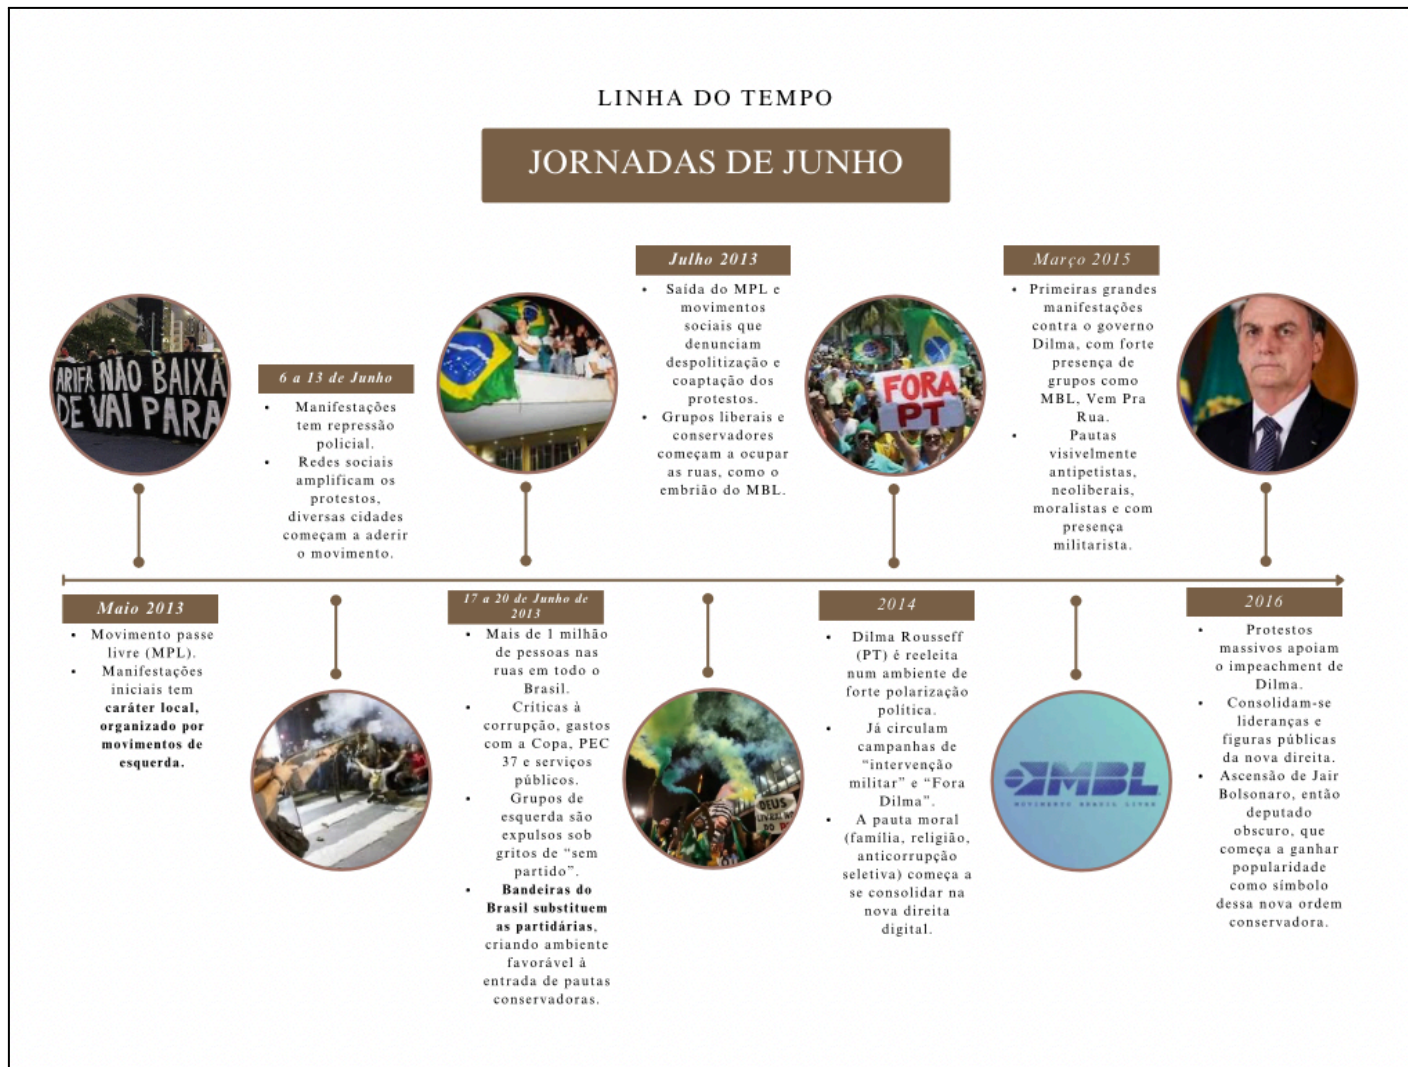 LINHA DO TEMPO
JORNADAS DE JUNHO
ARIFA NÃO BAIXA
DE VAI PARA
Maio 2013
• Movimento passe
livre (MPL).
• Manifestações
iniciais tem
caráter local,
organizado por
movimentos de
esquerda.
6 a 13 de Junho
• Manifestações
tem repressão
policial.
• Redes sociais
amplificam os
protestos,
diversas cidades
começam a aderir
o movimento.
17 a 20 de Junho de
2013
• Mais de 1 milhão
de pessoas nas
ruas em todo o
Brasil.
• Críticas à
corrupção, gastos
com a Copa, PEC
37 e serviços
públicos.
• Grupos de
esquerda são
expulsos sob
gritos de “sem
partido”.
• Bandeiras do
Brasil substituem
as partidárias,
criando ambiente
favorável à
entrada de pautas
conservadoras.
Julho 2013
• Saída do MPL e
movimentos
sociais que
denunciam
despolitização e
coaptação dos
protestos.
• Grupos liberais e
conservadores
começam a ocupar
as ruas, como o
embrião do MBL.
DEUS
FORA
PT
2014
• Dilma Rousseff
(PT) é reeleita
num ambiente de
forte polarização
política.
• Já circulam
campanhas de
“intervenção
militar” e “Fora
Dilma”.
• A pauta moral
(família, religião,
anticorrupção
seletiva) começa a
se consolidar na
nova direita
digital.
Março 2015
• Primeiras grandes
manifestações
contra o governo
Dilma, com forte
presença de
grupos como
MBL, Vem Pra
Rua.
• Pautas
visivelmente
antipetistas,
neoliberais,
moralistas e com
presença
militarista.
MBL
MOVIMENTO BRASIL LIVRE
2016
• Protestos
massivos apoiam
o impeachment de
Dilma.
• Consolidam-se
lideranças e
figuras públicas
da nova direita.
• Ascensão de Jair
Bolsonaro, então
deputado
obscuro, que
começa a ganhar
popularidade
como símbolo
dessa nova ordem
conservadora.